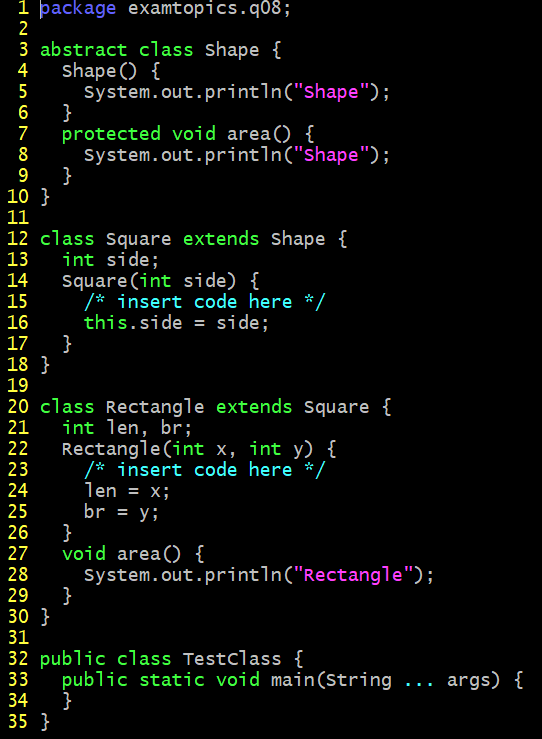 1 package examtopics.q08;
2
3 abstract class Shape {
4   Shape() {
5     System.out.println("Shape");
6   }
7   protected void area() {
8     System.out.println("Shape");
9   }
10 }
11
12 class Square extends Shape {
13   int side;
14   Square(int side) {
15     /* insert code here */
16     this.side = side;
17   }
18 }
19
20 class Rectangle extends Square {
21   int len, br;
22   Rectangle(int x, int y) {
23     /* insert code here */
24     len = x;
25     br = y;
26   }
27   void area() {
28     System.out.println("Rectangle");
29   }
30 }
31
32 public class TestClass {
33   public static void main(String ... args) {
34   }
35 }